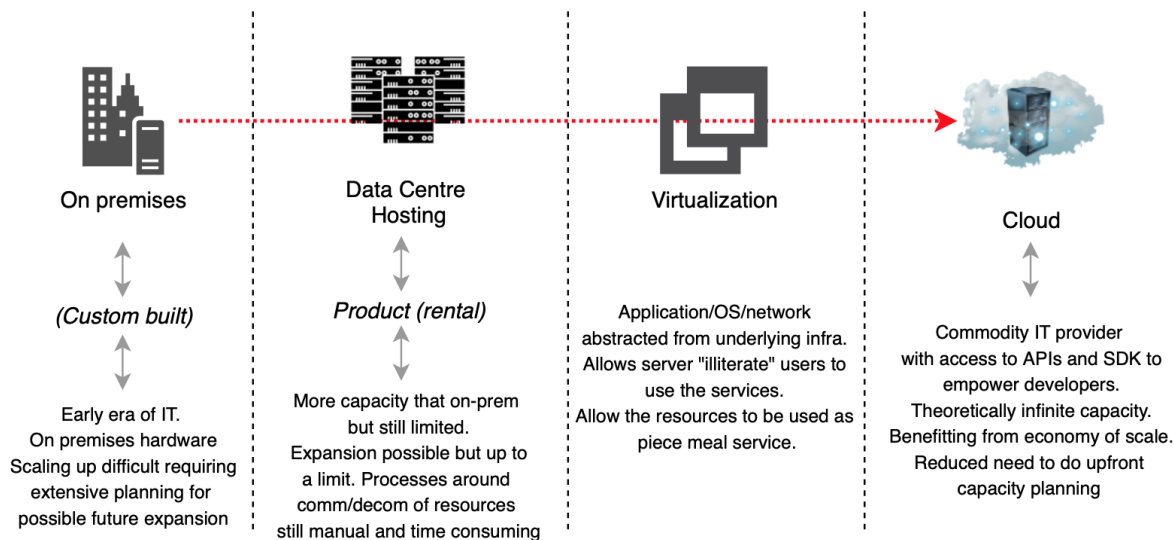 On premises
(Custom built)
Early era of IT.
On premises hardware
Scaling up difficult requiring
extensive planning for
possible future expansion
Data Centre
Hosting
Product (rental)
More capacity that on-prem
but still limited.
Expansion possible but up to
a limit. Processes around
comm/decom of resources
still manual and time consuming
Virtualization
Application/OS/network
abstracted from underlying infra.
Allows server "illiterate" users to
use the services.
Allow the resources to be used as
piece meal service.
Cloud
Commodity IT provider
with access to APIs and SDK to
empower developers.
Theoretically infinite capacity.
Benefitting from economy of scale.
Reduced need to do upfront
capacity planning